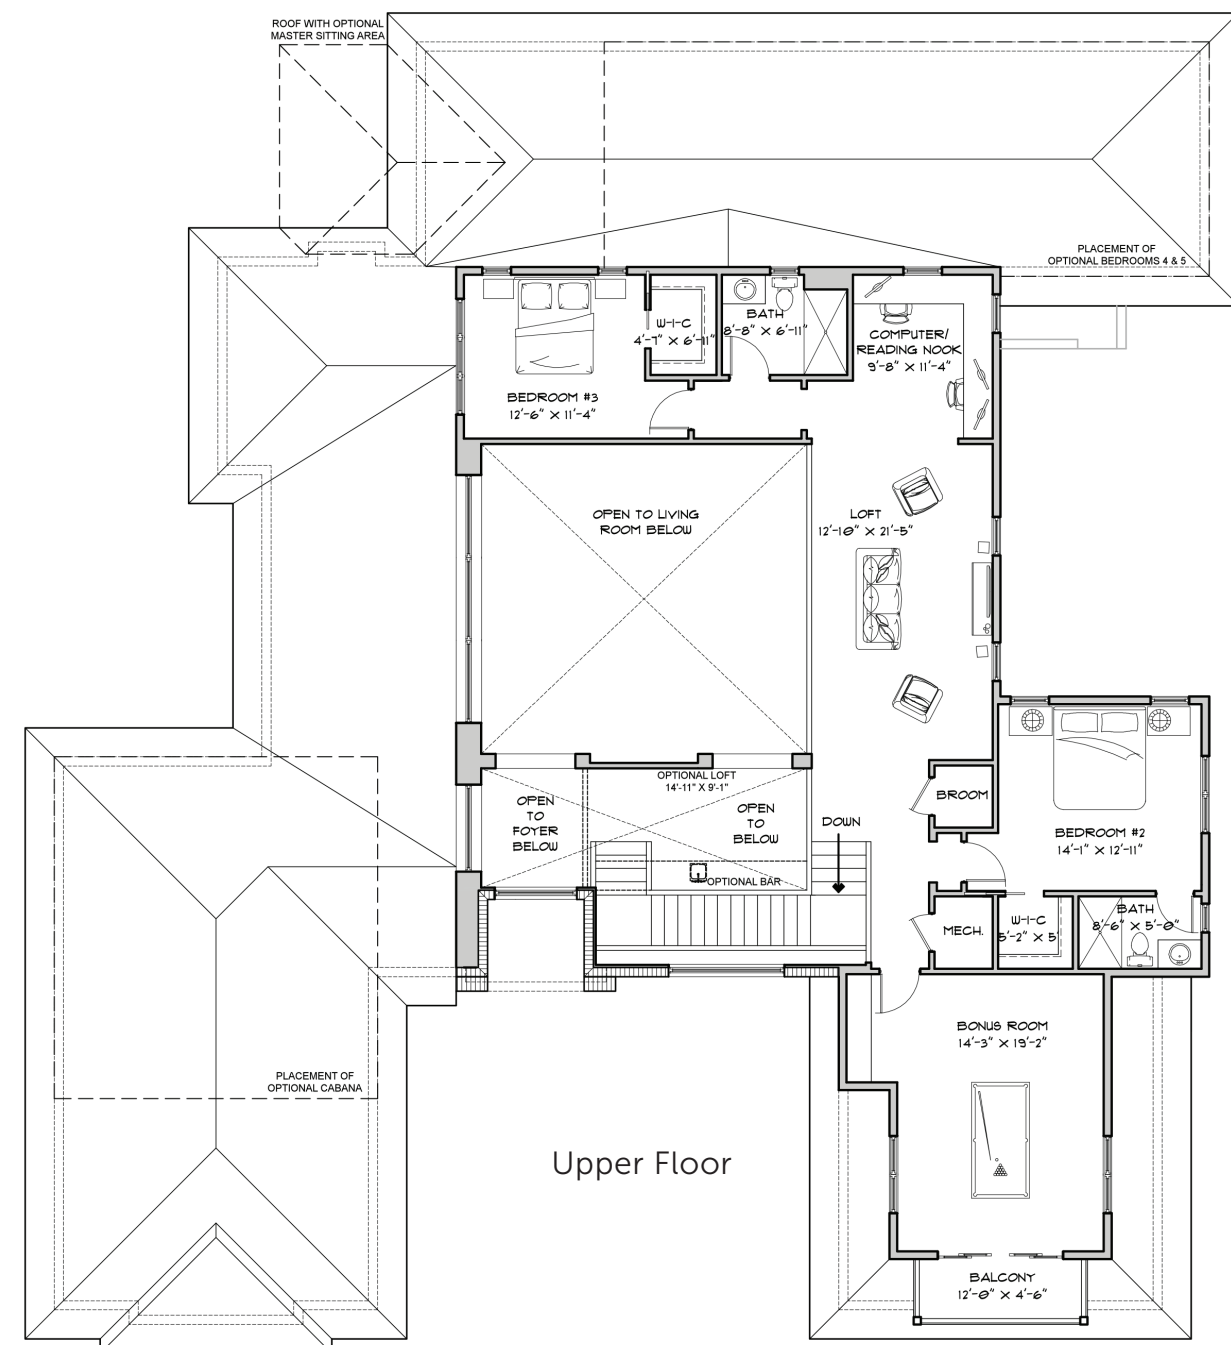 ROOF WITH OPTIONAL
MASTER SITTING AREA
PLACEMENT OF
OPTIONAL BEDROOMS 4 & 5
W-I-C
4'-7" X 6'-11"
BATH
8'-8" X 6'-11"
COMPUTER/
READING NOOK
9'-8" X 11'-4"
BEDROOM #3
12'-6" X 11'-4"
OPEN TO LIVING
ROOM BELOW
LOFT
12'-10" X 21'-5"
OPTIONAL LOFT
14'-11" X 9'-1"
OPEN
TO
FOYER
BELOW
OPEN
TO
BELOW
DOWN
BROOM
BEDROOM #2
14'-1" X 12'-11"
OPTIONAL BAR
MECH.
W-I-C
5'-2" X 5'
BATH
8'-6" X 5'-0"
BONUS ROOM
14'-3" X 19'-2"
PLACEMENT OF
OPTIONAL CABANA
Upper Floor
BALCONY
12'-0" X 4'-6"